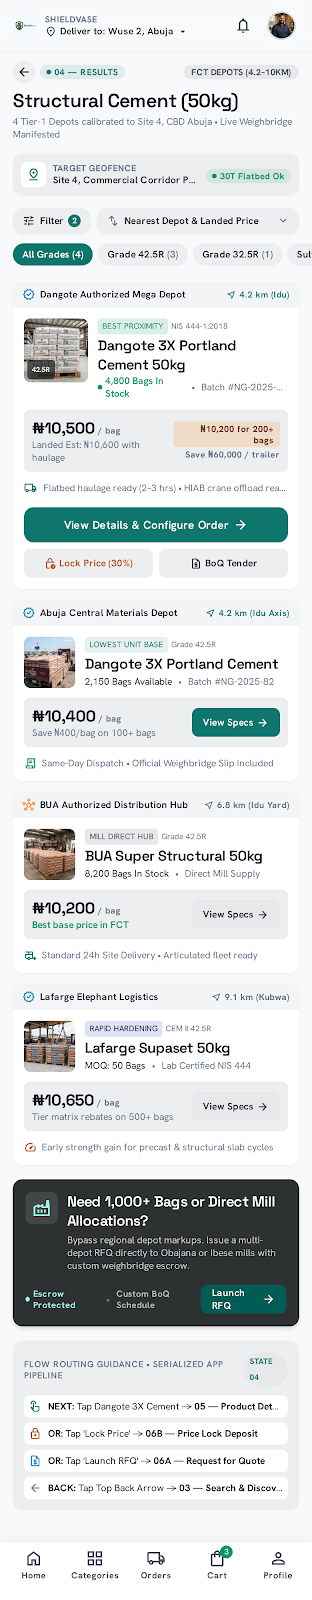 SHIELDVASE
Deliver to: Wuse 2, Abuja
04 — RESULTS
FCT DEPOTS (4.2–10KM)
Structural Cement (50kg)
4 Tier-1 Depots calibrated to Site 4, CBD Abuja • Live Weighbridge
Manifested
TARGET GEOFENCE
Site 4, Commercial Corridor P...
30T Flatbed Ok
Filter 2
Nearest Depot & Landed Price
All Grades (4)
Grade 42.5R (3)
Grade 32.5R (1)
Sul
Dangote Authorized Mega Depot
4.2 km (Idu)
BEST PROXIMITY NIS 444-1:2018
Dangote 3X Portland
Cement 50kg
42.5R
4,800 Bags In
Stock
• Batch #NG-2025-...
₦10,500 / bag
Landed Est: ₦10,600 with
haulage
₦10,200 for 200+
bags
Save ₦60,000 / trailer
Flatbed haulage ready (2–3 hrs) • HIAB crane offload rea...
View Details & Configure Order →
Lock Price (30%)
BoQ Tender
Abuja Central Materials Depot
4.2 km (Idu Axis)
LOWEST UNIT BASE Grade 42.5R
Dangote 3X Portland Cement
2,150 Bags Available • Batch #NG-2025-82
₦10,400 / bag
Save ₦400/bag on 100+ bags
View Specs →
Same-Day Dispatch • Official Weighbridge Slip Included
BUA Authorized Distribution Hub
6.8 km (Idu Yard)
MILL DIRECT HUB Grade 42.5R
BUA Super Structural 50kg
8,200 Bags In Stock • Direct Mill Supply
₦10,200 / bag
Best base price in FCT
View Specs →
Standard 24h Site Delivery • Articulated fleet ready
Lafarge Elephant Logistics
9.1 km (Kubwa)
RAPID HARDENING CEM II 42.5R
Lafarge Supaset 50kg
MOQ: 50 Bags • Lab Certified NIS 444
₦10,650 / bag
Tier matrix rebates on 500+ bags
View Specs →
Early strength gain for precast & structural slab cycles
Need 1,000+ Bags or Direct Mill
Allocations?
Bypass regional depot markups. Issue a multi-
depot RFQ directly to Obajana or Ibese mills with
custom weighbridge escrow.
Escrow
Protected
• Custom BoQ
Schedule
Launch
RFQ →
FLOW ROUTING GUIDANCE • SERIALIZED APP
PIPELINE
STATE
04
NEXT: Tap Dangote 3X Cement → 05 — Product Det...
OR: Tap 'Lock Price' → 06B — Price Lock Deposit
OR: Tap 'Launch RFQ' → 06A — Request for Quote
BACK: Tap Top Back Arrow → 03 — Search & Discov...
3
Home
Categories
Orders
Cart
Profile